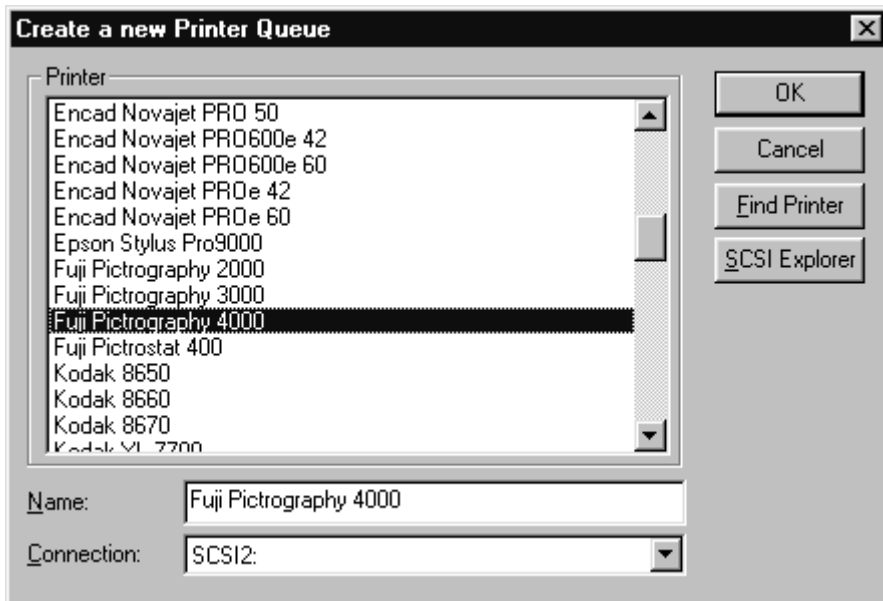 Create a new Printer Queue
Printer
Encad Novajet PRO 50
Encad Novajet PRO600e 42
Encad Novajet PRO600e 60
Encad Novajet PROe 42
Encad Novajet PROe 60
Epson Stylus Pro9000
Fuji Pictrography 2000
Fuji Pictrography 3000
Fuji Pictrography 4000
Fuji Pictrostat 400
Kodak 8650
Kodak 8660
Kodak 8670
Kodak XL 7700
OK
Cancel
Find Printer
SCSI Explorer
Name: Fuji Pictrography 4000
Connection: SCSI2: